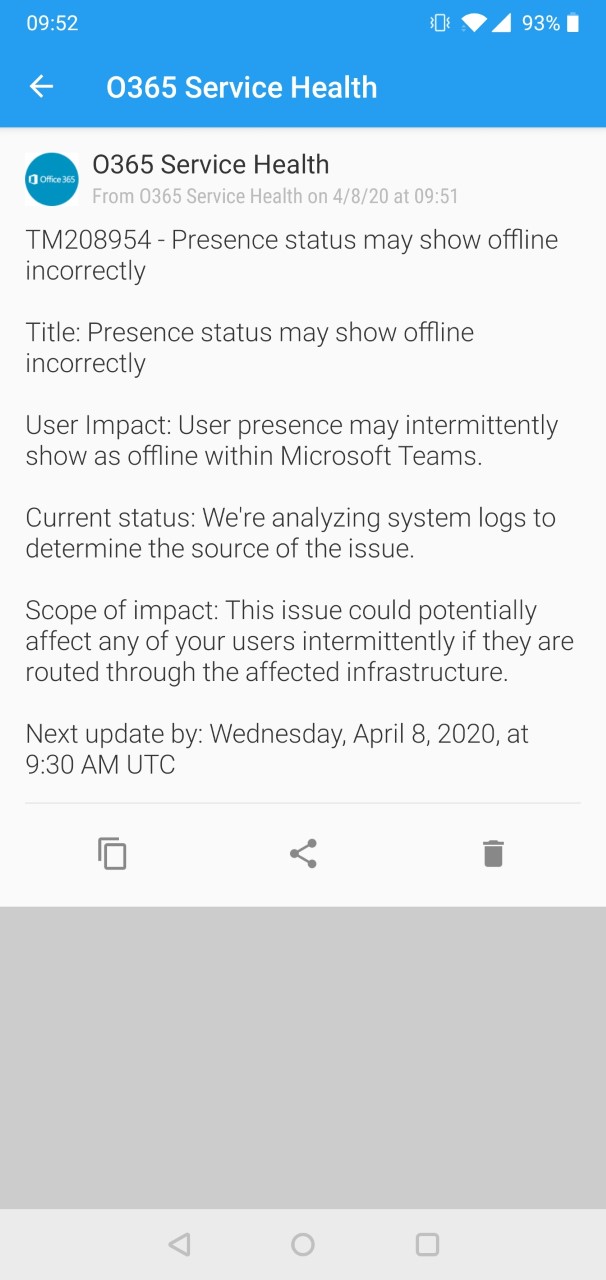 09:52 93%
O365 Service Health
Office 365
O365 Service Health
From O365 Service Health on 4/8/20 at 09:51
TM208954 - Presence status may show offline
incorrectly
Title: Presence status may show offline
incorrectly
User Impact: User presence may intermittently
show as offline within Microsoft Teams.
Current status: We're analyzing system logs to
determine the source of the issue.
Scope of impact: This issue could potentially
affect any of your users intermittently if they are
routed through the affected infrastructure.
Next update by: Wednesday, April 8, 2020, at
9:30 AM UTC